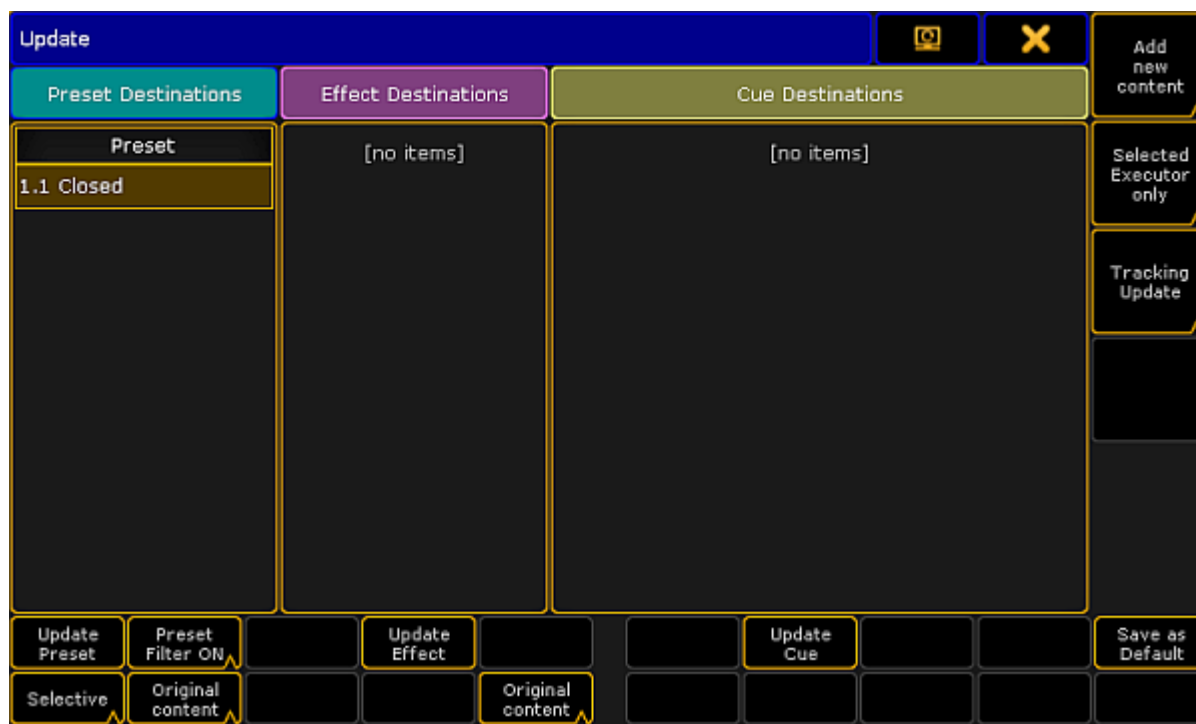 Update
Add
new
content
Preset Destinations
Effect Destinations
Cue Destinations
Preset
[no items]
[no items]
1.1 Closed
Selected
Executor
only
Tracking
Update
Update
Preset
Preset
Filter ON
Update
Effect
Update
Cue
Save as
Default
Selective
Original
content
Original
content